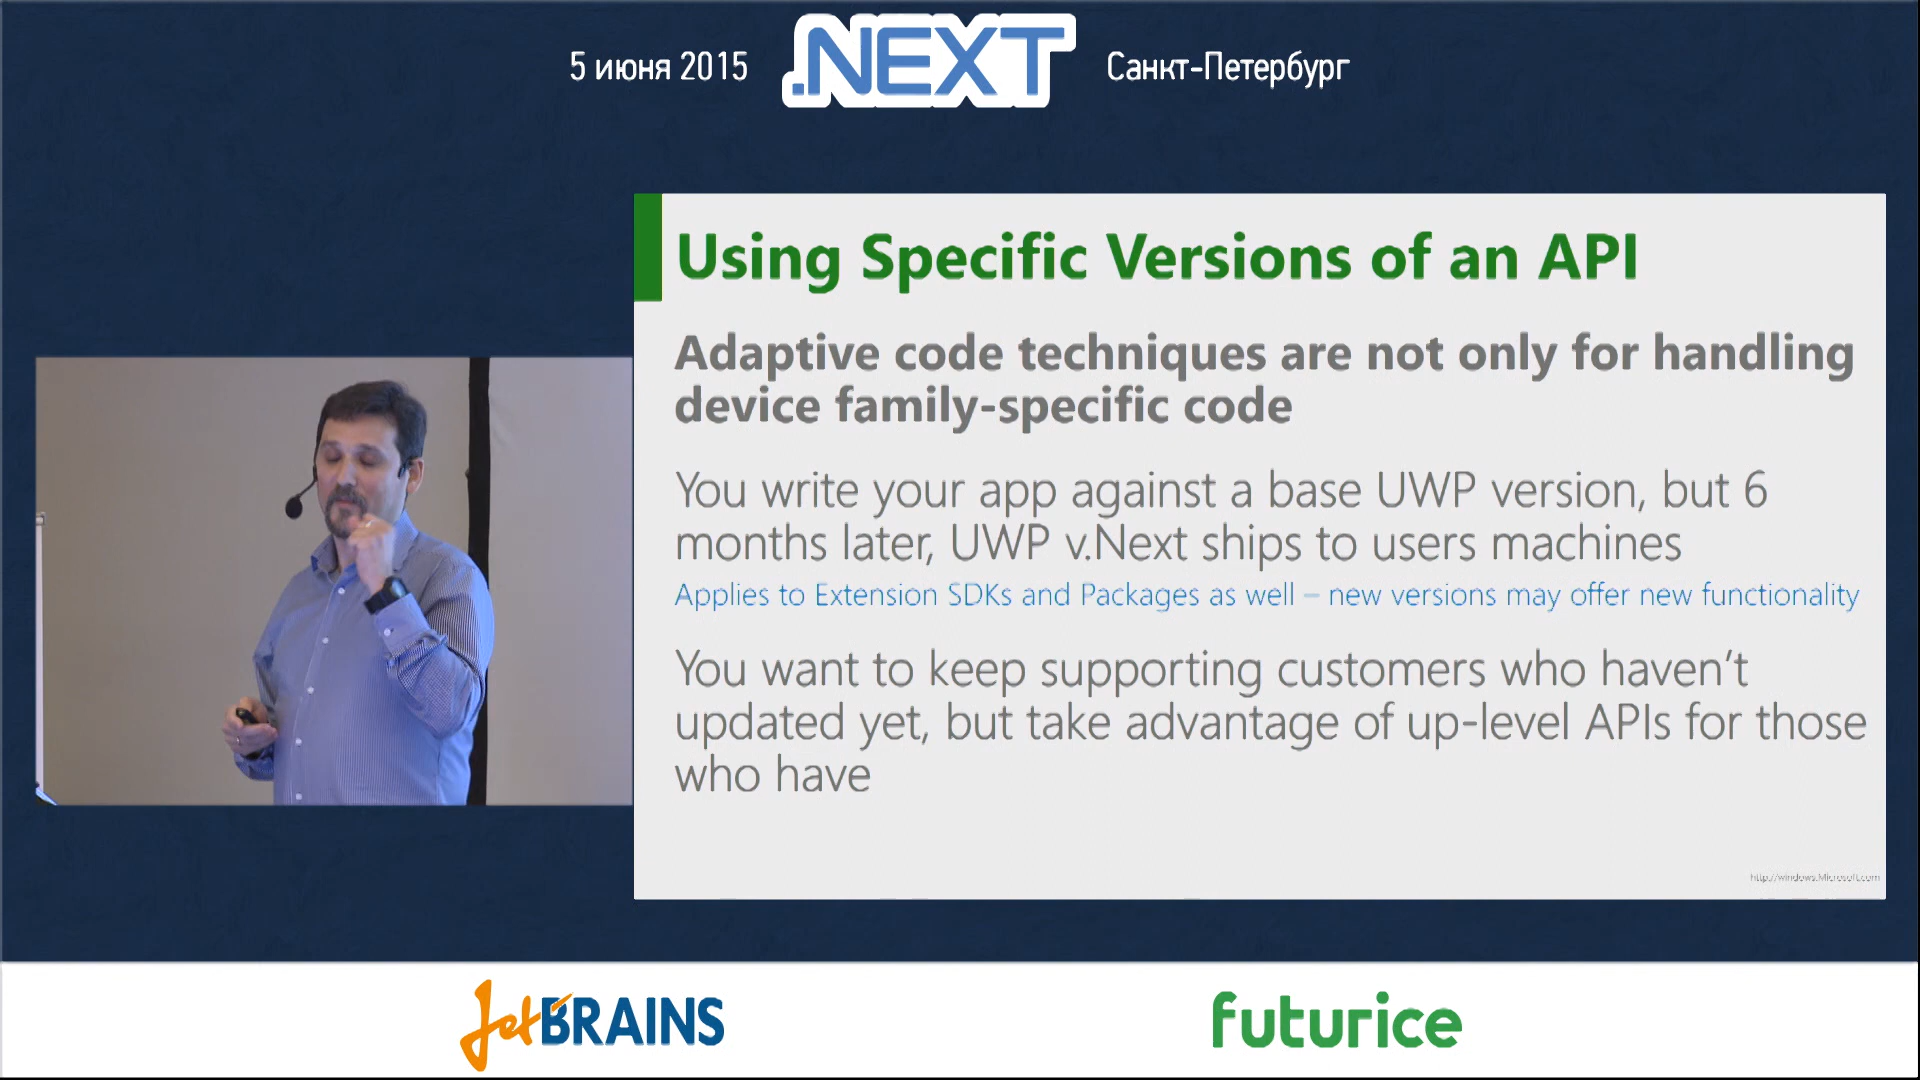 5 июня 2015
.NEXT
Санкт-Петербург
Using Specific Versions of an API
Adaptive code techniques are not only for handling
device family-specific code
You write your app against a base UWP version, but 6
months later, UWP v.Next ships to users machines
Applies to Extension SDKs and Packages as well – new versions may offer new functionality
You want to keep supporting customers who haven’t
updated yet, but take advantage of up-level APIs for those
who have
http://windows.Microsoft.com
JetBRAINS
futurice